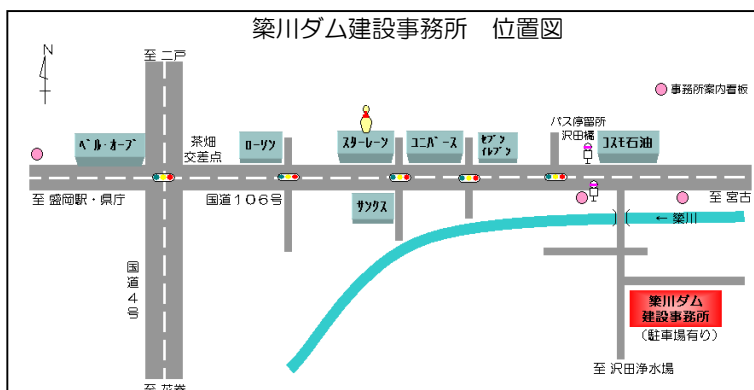 簗川ダム建設事務所 位置図
N
至 二戸
事務所案内看板
バス停留所
沢田橋
ベル・オーブ
茶畑
交差点
ローソン
スターレーン
ユニバース
セブン
イレブン
コスモ石油
至 盛岡駅・県庁
国道106号
サンクス
至 宮古
← 簗川
国道4号
簗川ダム
建設事務所
(駐車場有り)
至 沢田浄水場
至 花巻